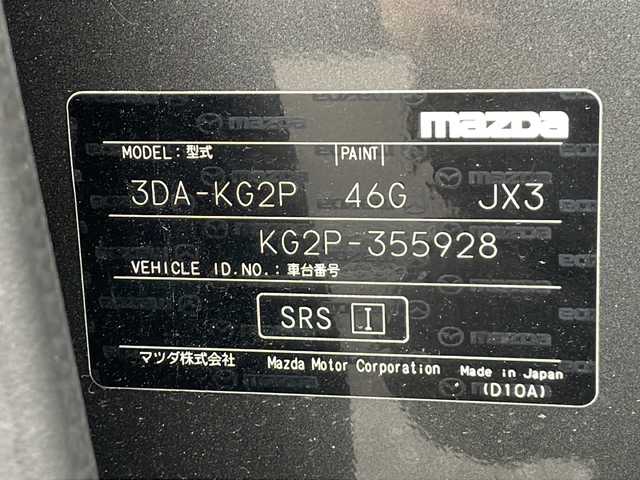 mazda
MODEL:型式 |PAINT|
3DA-KG2P 46G JX3
KG2P-355928
VEHICLE ID.NO.:車台番号
SRS I
マツダ株式会社 Mazda Motor Corporation Made in Japan
(D10A)